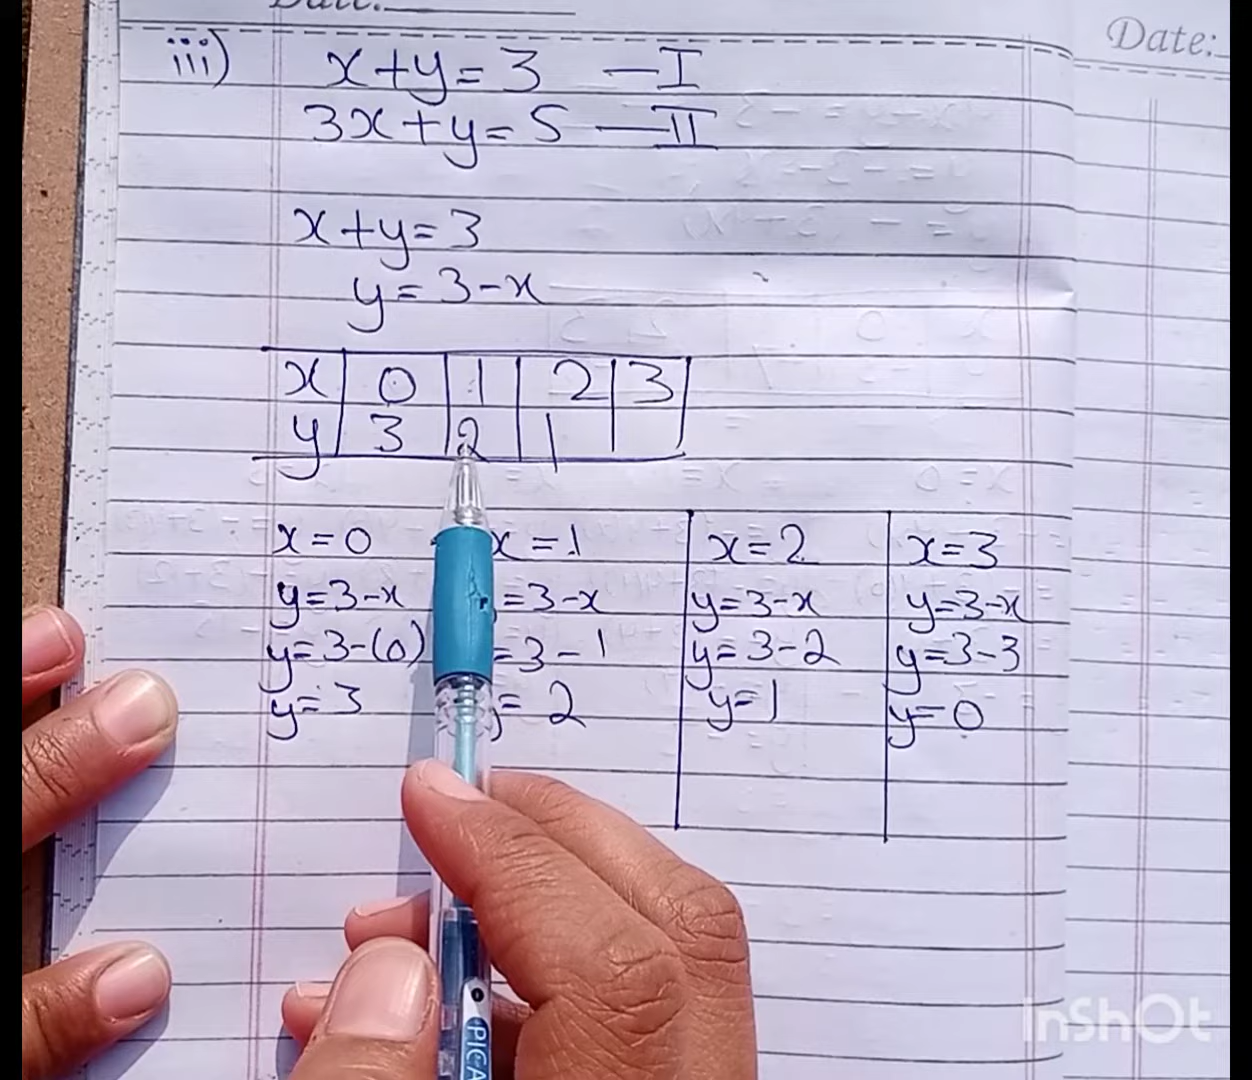 Date:
Date:
iii) x+y=3 — I
3x+y=5 — II
x+y=3
y=3-x
x 0 1 2 3
y 3 2 1
x=0 x=1 x=2 x=3
y=3-x =3-x y=3-x y=3-x
y=3-(0) =3-1 y=3-2 y=3-3
y=3 y=2 y=1 y=0
PICA
InShOt